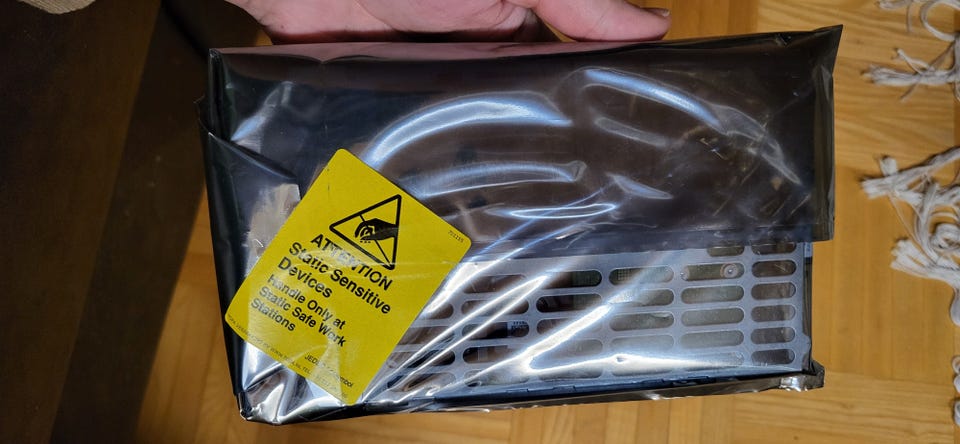 ATTENTION
Static Sensitive
Devices
Handle Only at
Static Safe Work
Stations